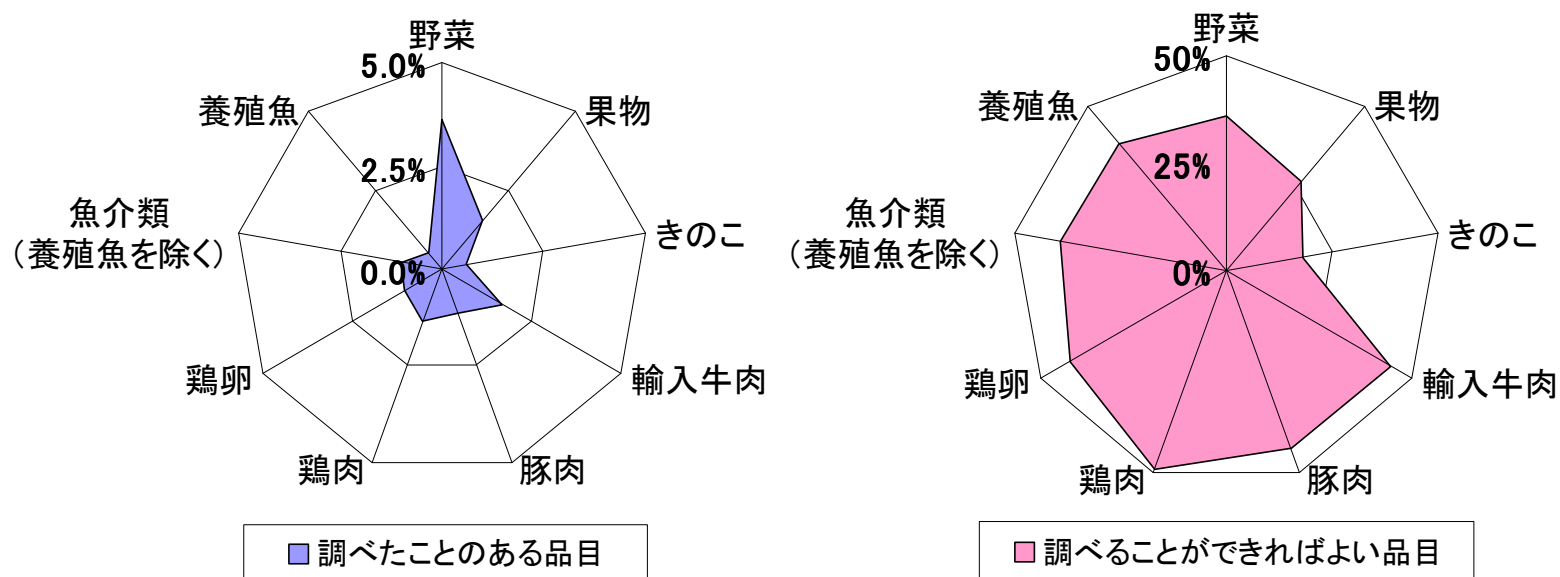 野菜
5.0%
果物
養殖魚
2.5%
魚介類
（養殖魚を除く）
きのこ
0.0%
鶏卵
輸入牛肉
鶏肉
豚肉
調べたことのある品目
野菜
50%
果物
養殖魚
25%
魚介類
（養殖魚を除く）
きのこ
0%
鶏卵
輸入牛肉
鶏肉
豚肉
調べることができればよい品目